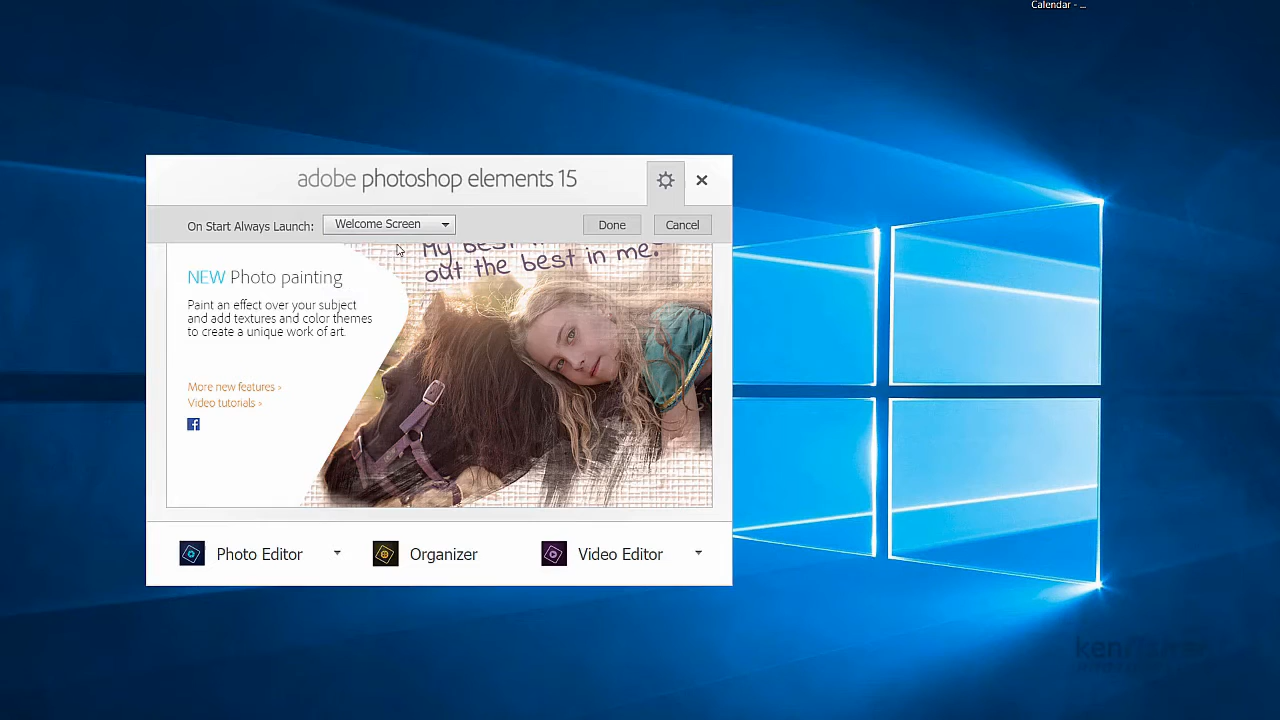 Calendar - ...
adobe photoshop elements 15
On Start Always Launch: Welcome Screen Done Cancel
My best
out the best in me.
NEW Photo painting
Paint an effect over your subject
and add textures and color themes
to create a unique work of art.
More new features ›
Video tutorials ›
Photo Editor Organizer Video Editor